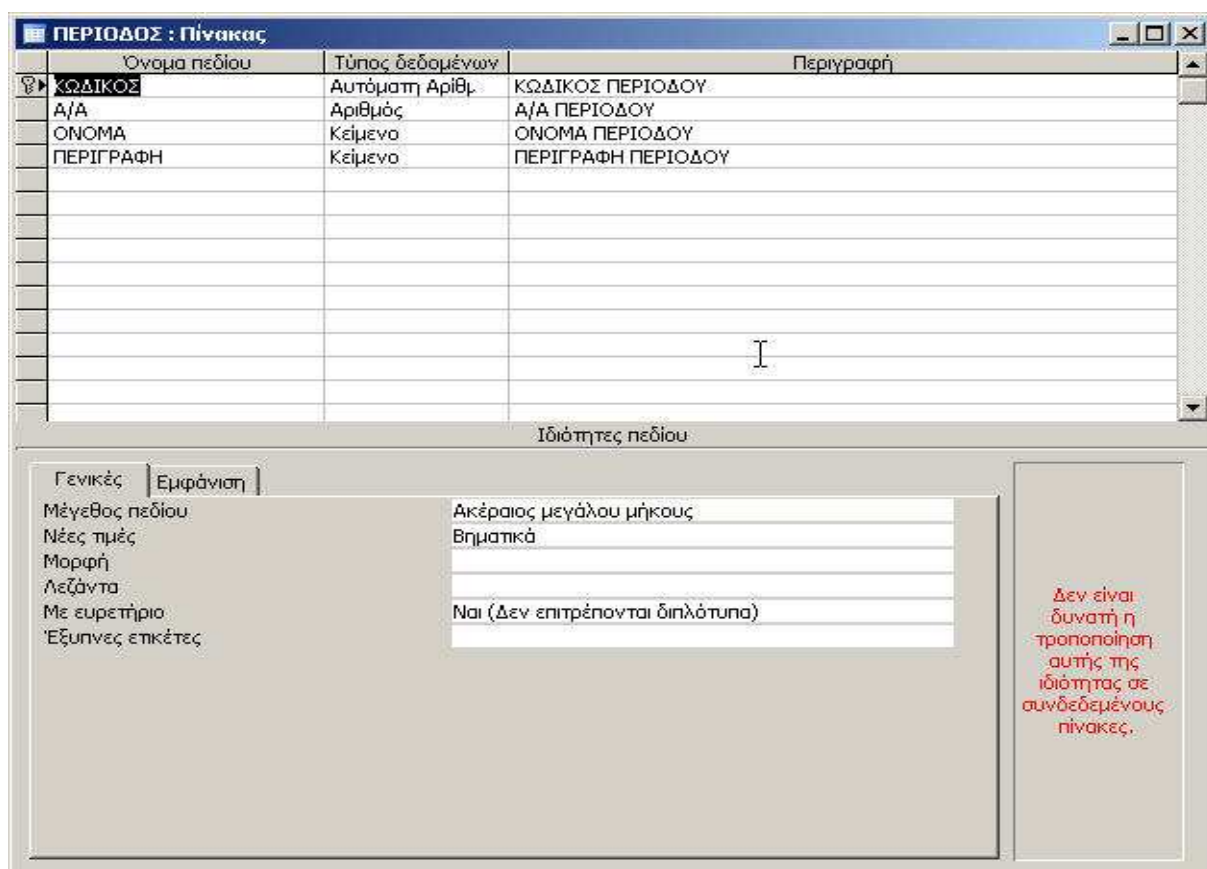 ΠΕΡΙΟΔΟΣ : Πίνακας
Όνομα πεδίου Τύπος δεδομένων Περιγραφή
ΚΩΔΙΚΟΣ Αυτόματη Αρίθμ ΚΩΔΙΚΟΣ ΠΕΡΙΟΔΟΥ
Α/Α Αριθμός Α/Α ΠΕΡΙΟΔΟΥ
ΟΝΟΜΑ Κείμενο ΟΝΟΜΑ ΠΕΡΙΟΔΟΥ
ΠΕΡΙΓΡΑΦΗ Κείμενο ΠΕΡΙΓΡΑΦΗ ΠΕΡΙΟΔΟΥ
Ιδιότητες πεδίου
Γενικές Εμφάνιση
Μέγεθος πεδίου Ακέραιος μεγάλου μήκους
Νέες τιμές Βηματικά
Μορφή
Λεζάντα
Με ευρετήριο Ναι (Δεν επιτρέπονται διπλότυπα)
Έξυπνες ετικέτες
Δεν είναι
δυνατή η
τροποποίηση
αυτής της
ιδιότητας σε
συνδεδεμένους
πίνακες.